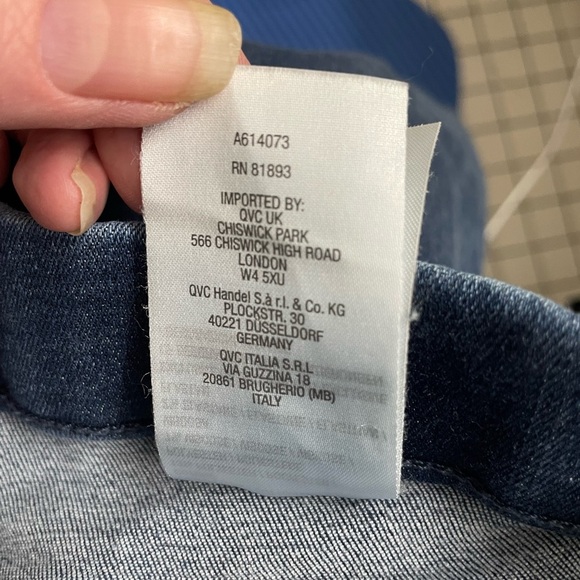 A614073
RN 81893
IMPORTED BY:
QVC UK
CHISWICK PARK
566 CHISWICK HIGH ROAD
LONDON
W4 5XU
QVC Handel S.à r.l. & Co. KG
PLOCKSTR. 30
40221 DÜSSELDORF
GERMANY
QVC ITALIA S.R.L.
VIA GUZZINA 18
20861 BRUGHERIO (MB)
ITALY